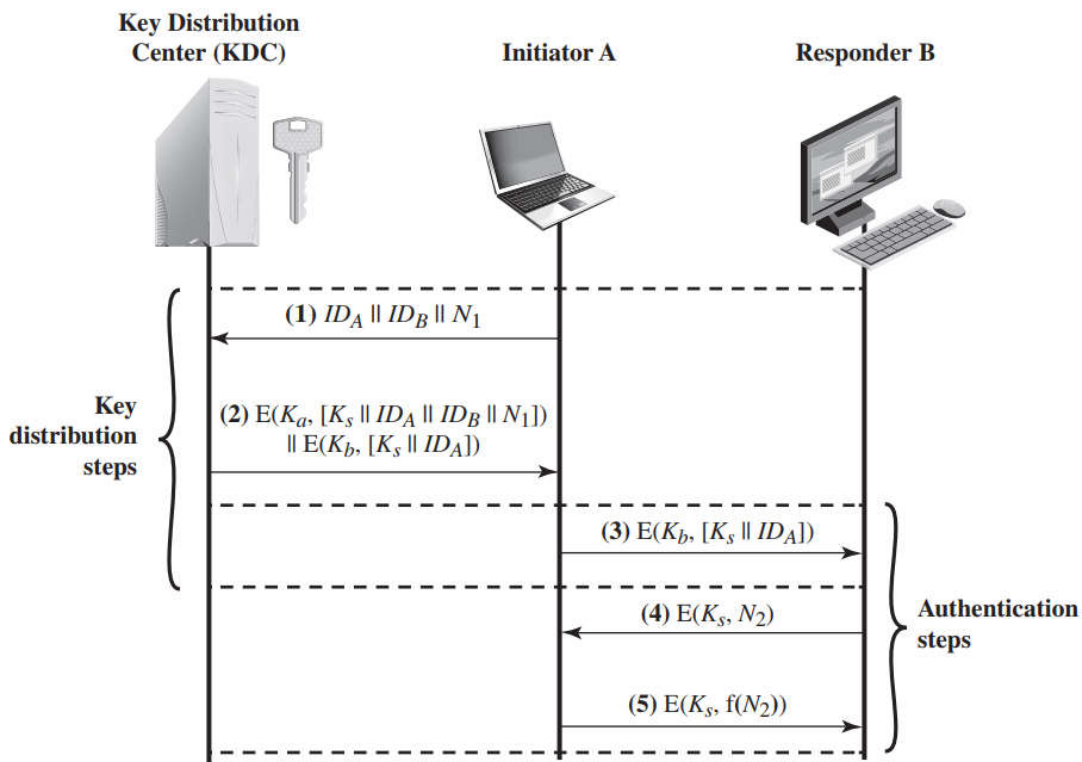 Key Distribution
Center (KDC)
Initiator A
Responder B
(1) ID_A || ID_B || N_1
Key
distribution
steps
(2) E(K_a, [K_s || ID_A || ID_B || N_1])
|| E(K_b, [K_s || ID_A])
(3) E(K_b, [K_s || ID_A])
(4) E(K_s, N_2)
Authentication
steps
(5) E(K_s, f(N_2))